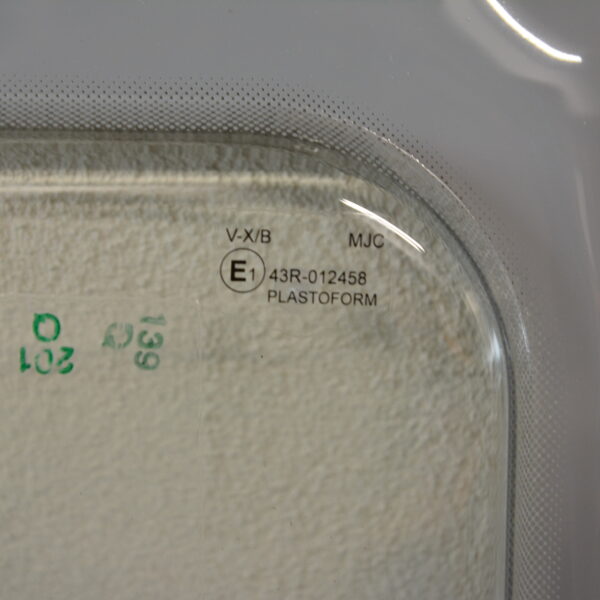 V-X/B MJC
E1 43R-012458
PLASTOFORM
139
Q
201
Q